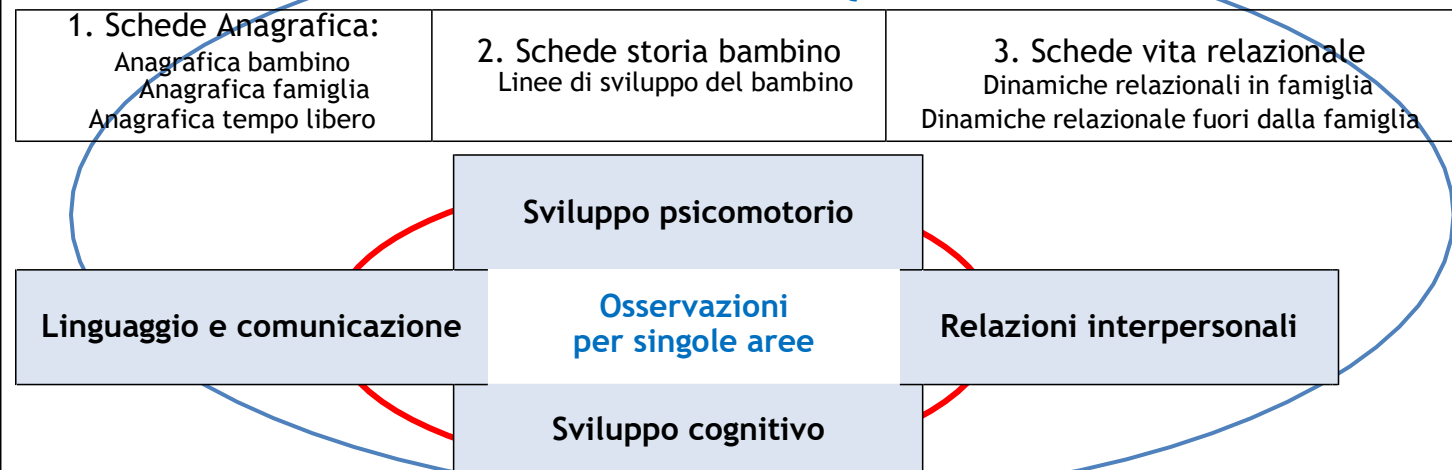 1. Schede Anagrafica:
Anagrafica bambino
Anagrafica famiglia
Anagrafica tempo libero
2. Schede storia bambino
Linee di sviluppo del bambino
3. Schede vita relazionale
Dinamiche relazionali in famiglia
Dinamiche relazionale fuori dalla famiglia
Sviluppo psicomotorio
Linguaggio e comunicazione
Osservazioni
per singole aree
Relazioni interpersonali
Sviluppo cognitivo